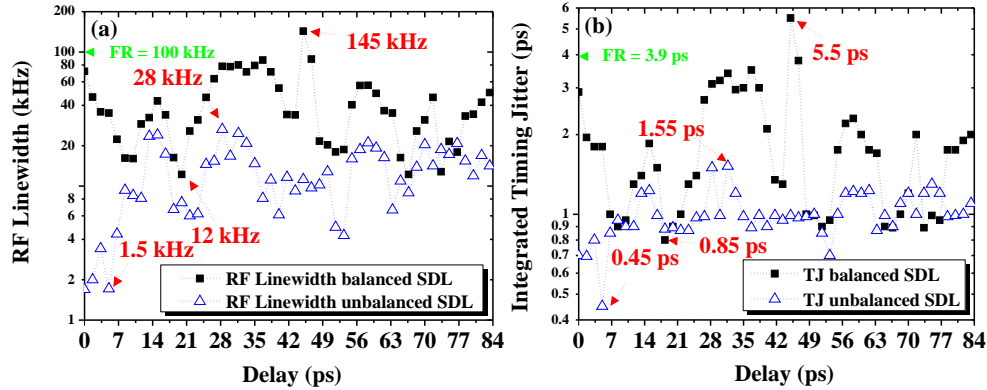 (a)
RF Linewidth (kHz)
200
100
80
60
40
20
10
8
6
4
2
1
FR = 100 kHz
145 kHz
28 kHz
12 kHz
1.5 kHz
RF Linewidth balanced SDL
RF Linewidth unbalanced SDL
0 7 14 21 28 35 42 49 56 63 70 77 84
Delay (ps)
(b)
Integrated Timing Jitter (ps)
6
5
4
3
2
1
0.9
0.8
0.7
0.6
0.5
0.4
FR = 3.9 ps
5.5 ps
1.55 ps
0.85 ps
0.45 ps
TJ balanced SDL
TJ unbalanced SDL
0 7 14 21 28 35 42 49 56 63 70 77 84
Delay (ps)